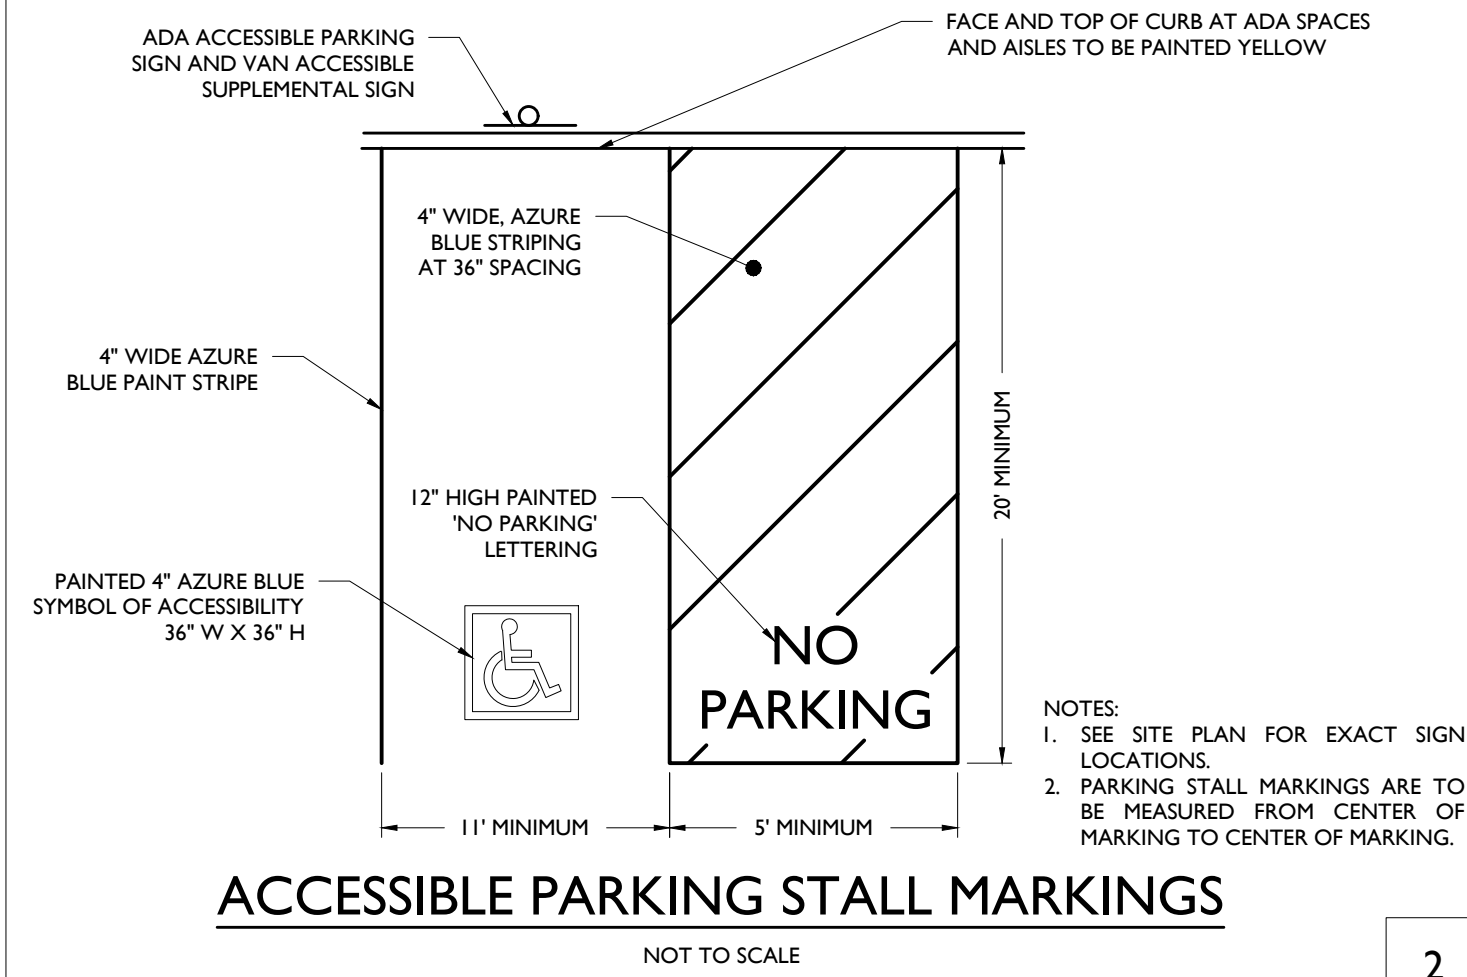 ADA ACCESSIBLE PARKING
SIGN AND VAN ACCESSIBLE
SUPPLEMENTAL SIGN
FACE AND TOP OF CURB AT ADA SPACES
AND AISLES TO BE PAINTED YELLOW
4" WIDE, AZURE
BLUE STRIPING
AT 36" SPACING
4" WIDE AZURE
BLUE PAINT STRIPE
20' MINIMUM
12" HIGH PAINTED
'NO PARKING'
LETTERING
PAINTED 4" AZURE BLUE
SYMBOL OF ACCESSIBILITY
36" W X 36" H
NO
PARKING
NOTES:
1. SEE SITE PLAN FOR EXACT SIGN
LOCATIONS.
2. PARKING STALL MARKINGS ARE TO
BE MEASURED FROM CENTER OF
MARKING TO CENTER OF MARKING.
11' MINIMUM
5' MINIMUM
ACCESSIBLE PARKING STALL MARKINGS
NOT TO SCALE
2